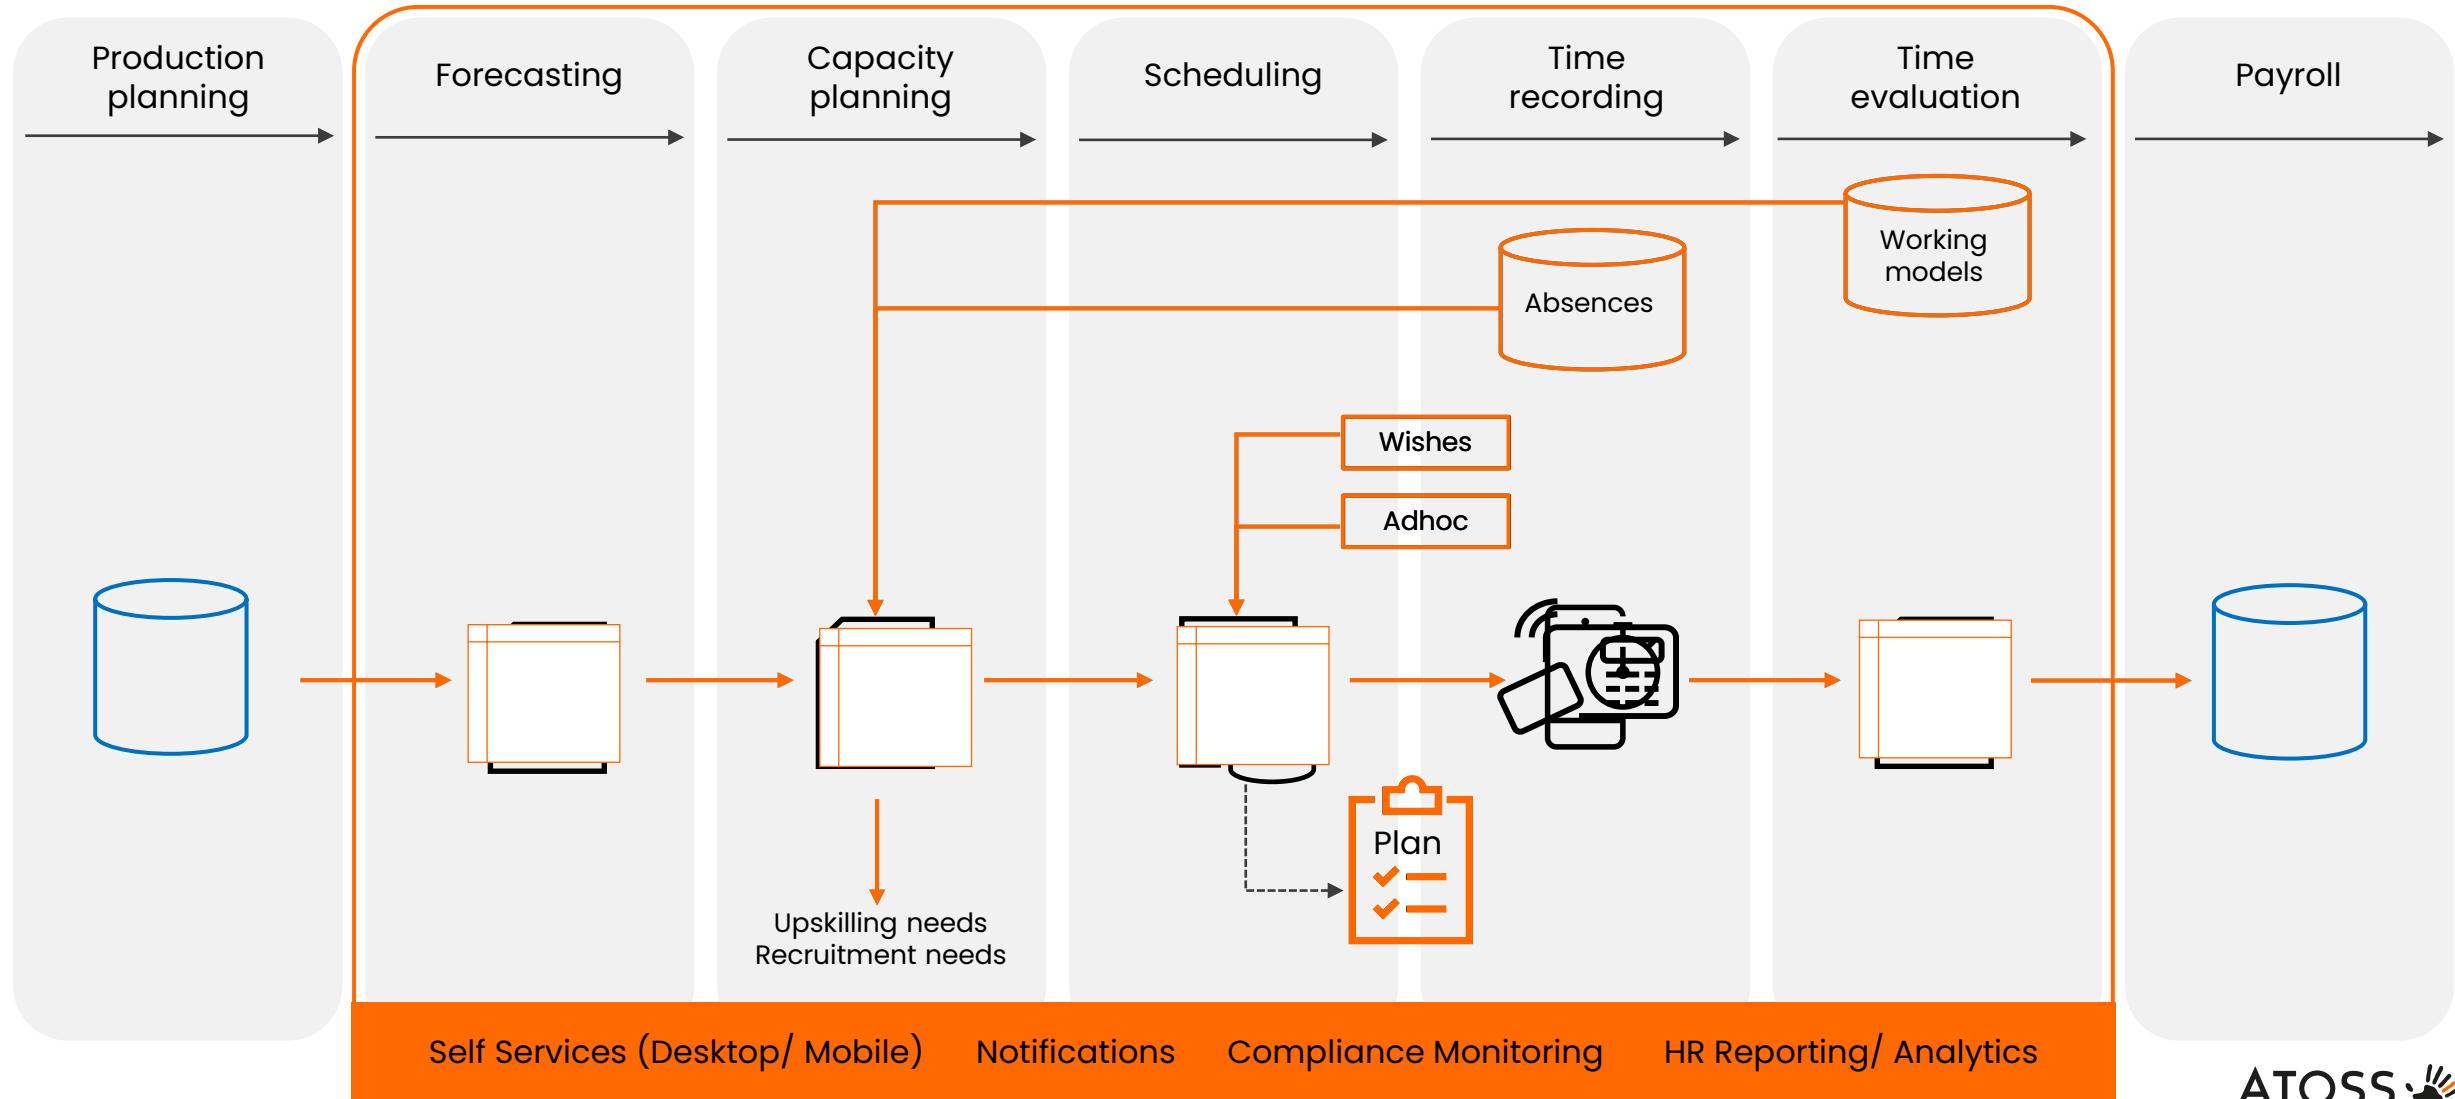 Production
planning
Forecasting
Capacity
planning
Scheduling
Time
recording
Time
evaluation
Payroll
Working
models
Absences
Wishes
Adhoc
Plan
Upskilling needs
Recruitment needs
Self Services (Desktop/ Mobile) Notifications Compliance Monitoring HR Reporting/ Analytics
ATOSS